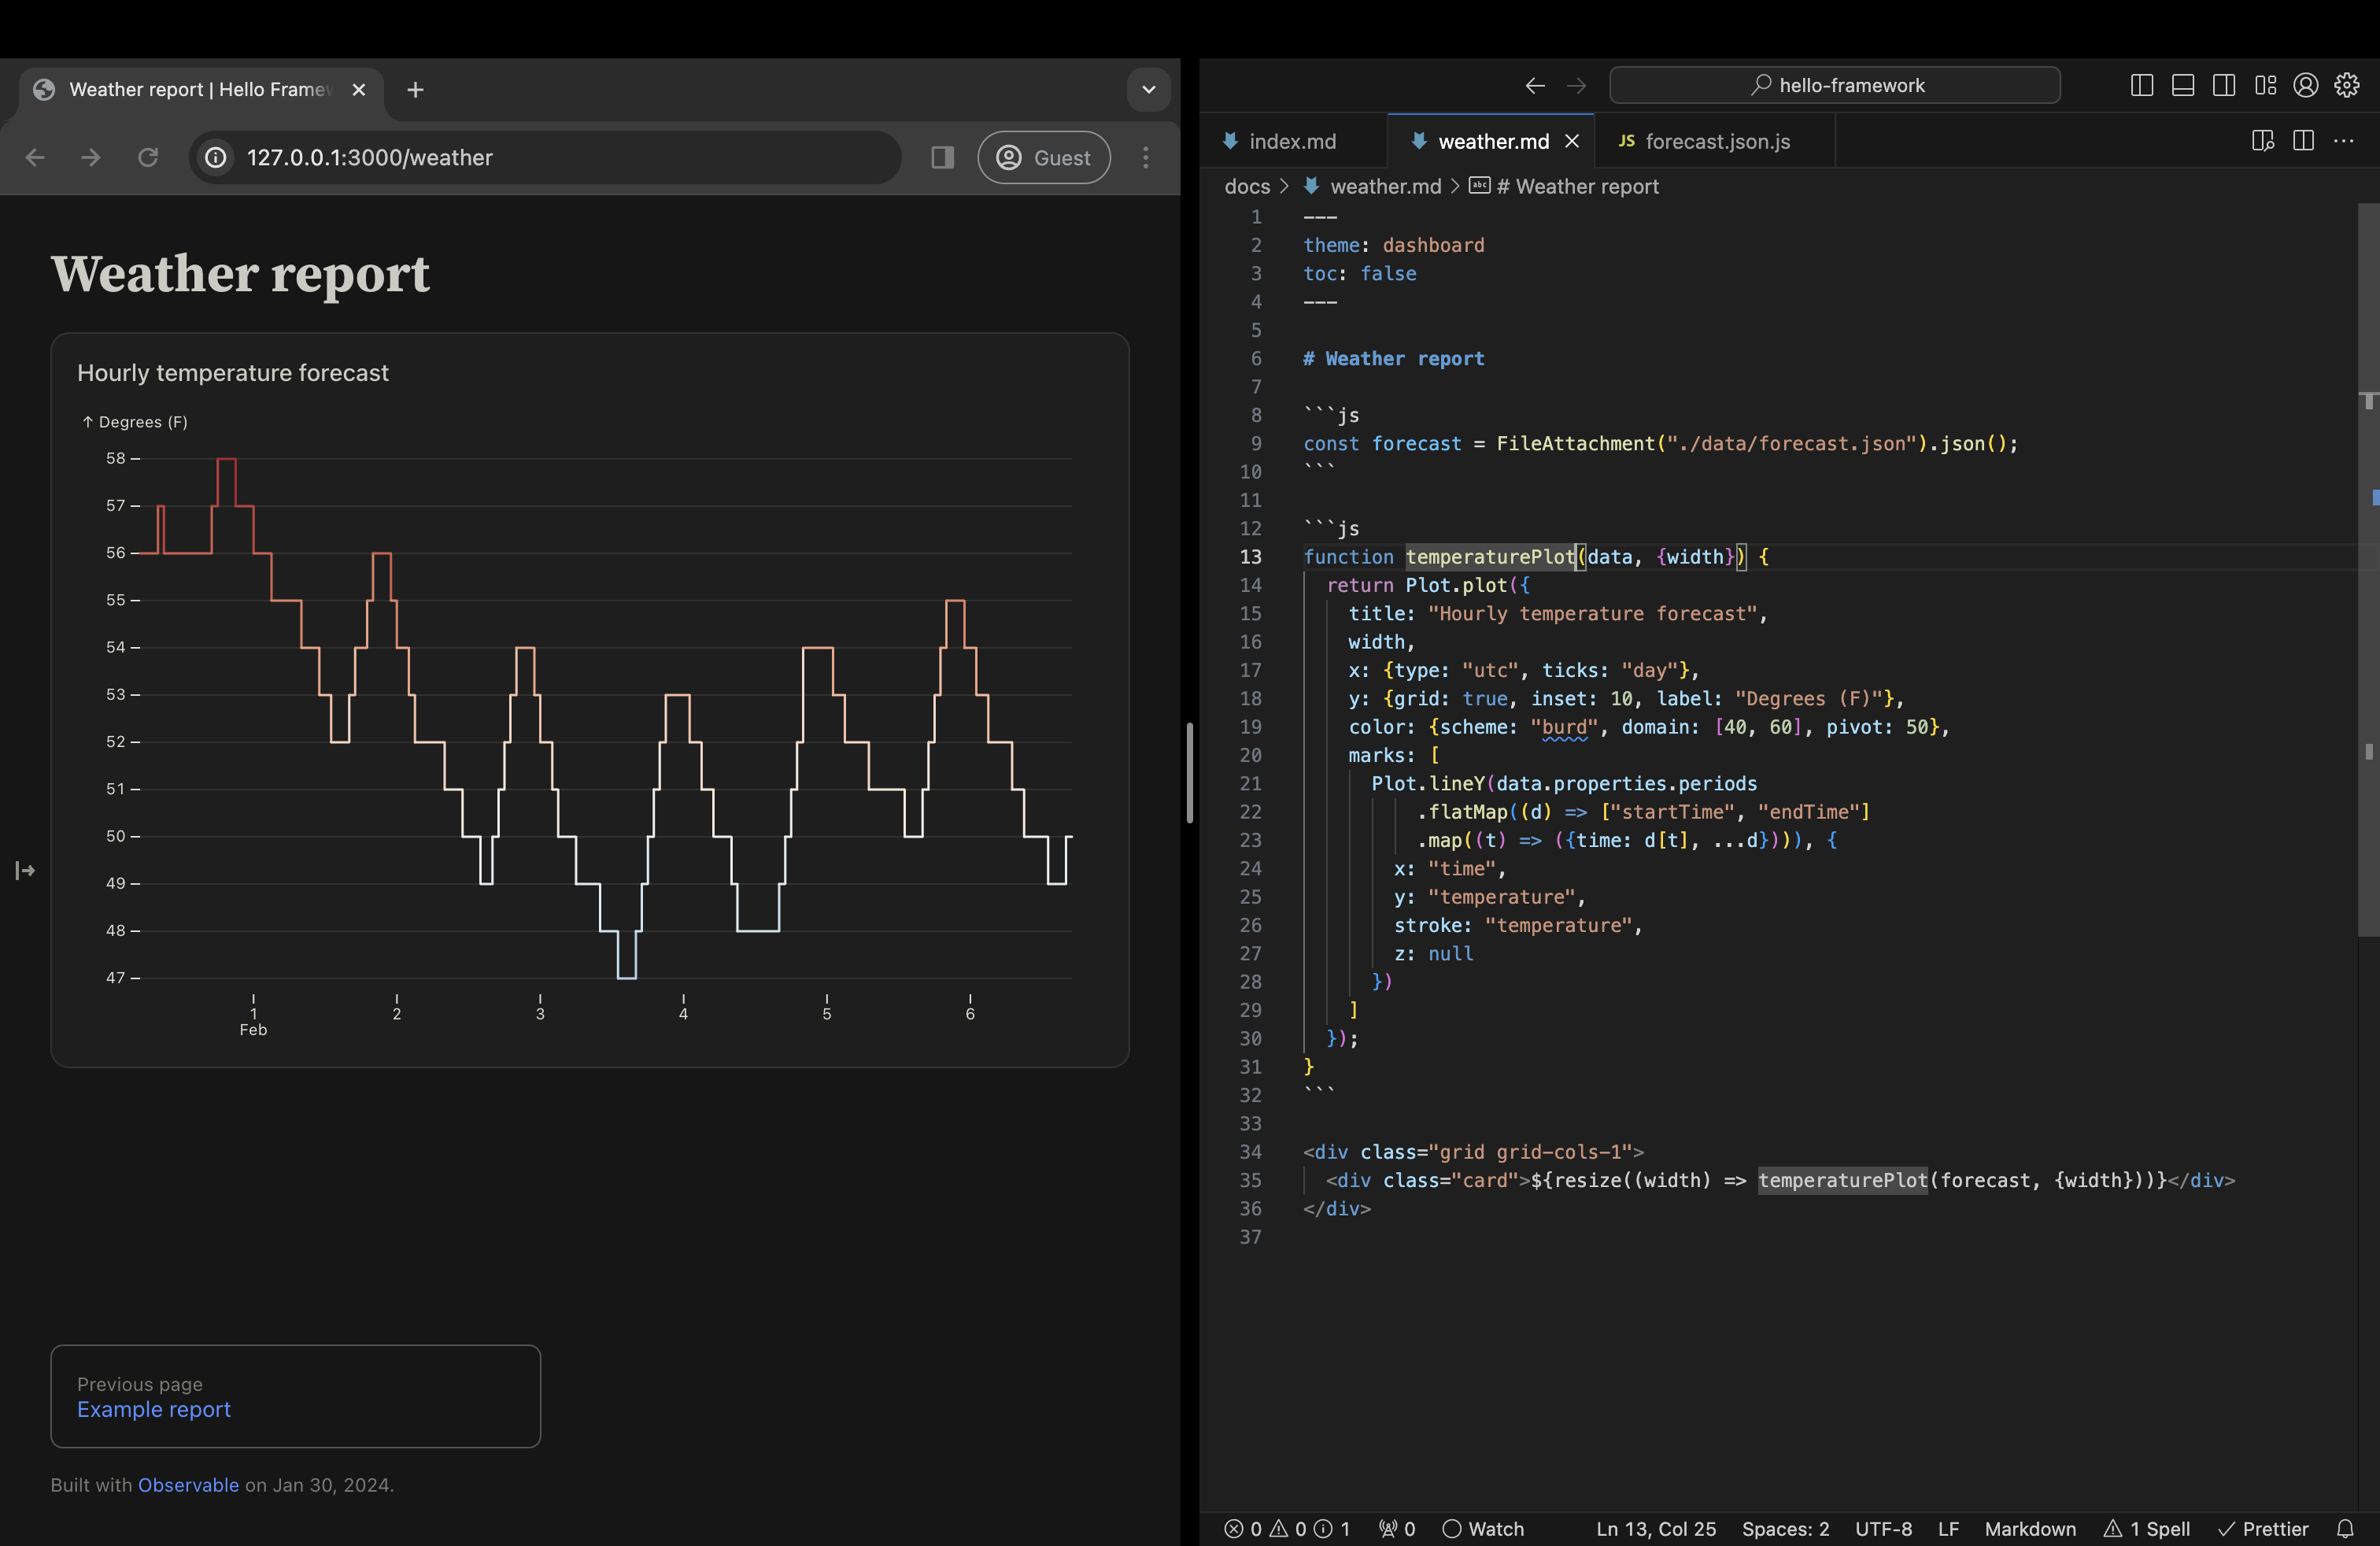 Weather report | Hello Framew
127.0.0.1:3000/weather
Guest
Weather report
Hourly temperature forecast
↑ Degrees (F)
58
57
56
55
54
53
52
51
50
49
48
47
1 2 3 4 5 6
Feb
Previous page
Example report
Built with Observable on Jan 30, 2024.
hello-framework
index.md
weather.md
JS forecast.json.js
docs > weather.md > abc # Weather report
1 ---
2 theme: dashboard
3 toc: false
4 ---
5
6 # Weather report
7
8 ```js
9 const forecast = FileAttachment("./data/forecast.json").json();
10 ```
11
12 ```js
13 function temperaturePlot(data, {width}) {
14   return Plot.plot({
15     title: "Hourly temperature forecast",
16     width,
17     x: {type: "utc", ticks: "day"},
18     y: {grid: true, inset: 10, label: "Degrees (F)"},
19     color: {scheme: "burd", domain: [40, 60], pivot: 50},
20     marks: [
21       Plot.lineY(data.properties.periods
22           .flatMap((d) => ["startTime", "endTime"]
23           .map((t) => ({time: d[t], ...d}))), {
24         x: "time",
25         y: "temperature",
26         stroke: "temperature",
27         z: null
28       })
29     ]
30   });
31 }
32 ```
33
34 <div class="grid grid-cols-1">
35   <div class="card">${resize((width) => temperaturePlot(forecast, {width}))}</div>
36 </div>
37
0 0 1 0 Watch Ln 13, Col 25 Spaces: 2 UTF-8 LF Markdown 1 Spell Prettier